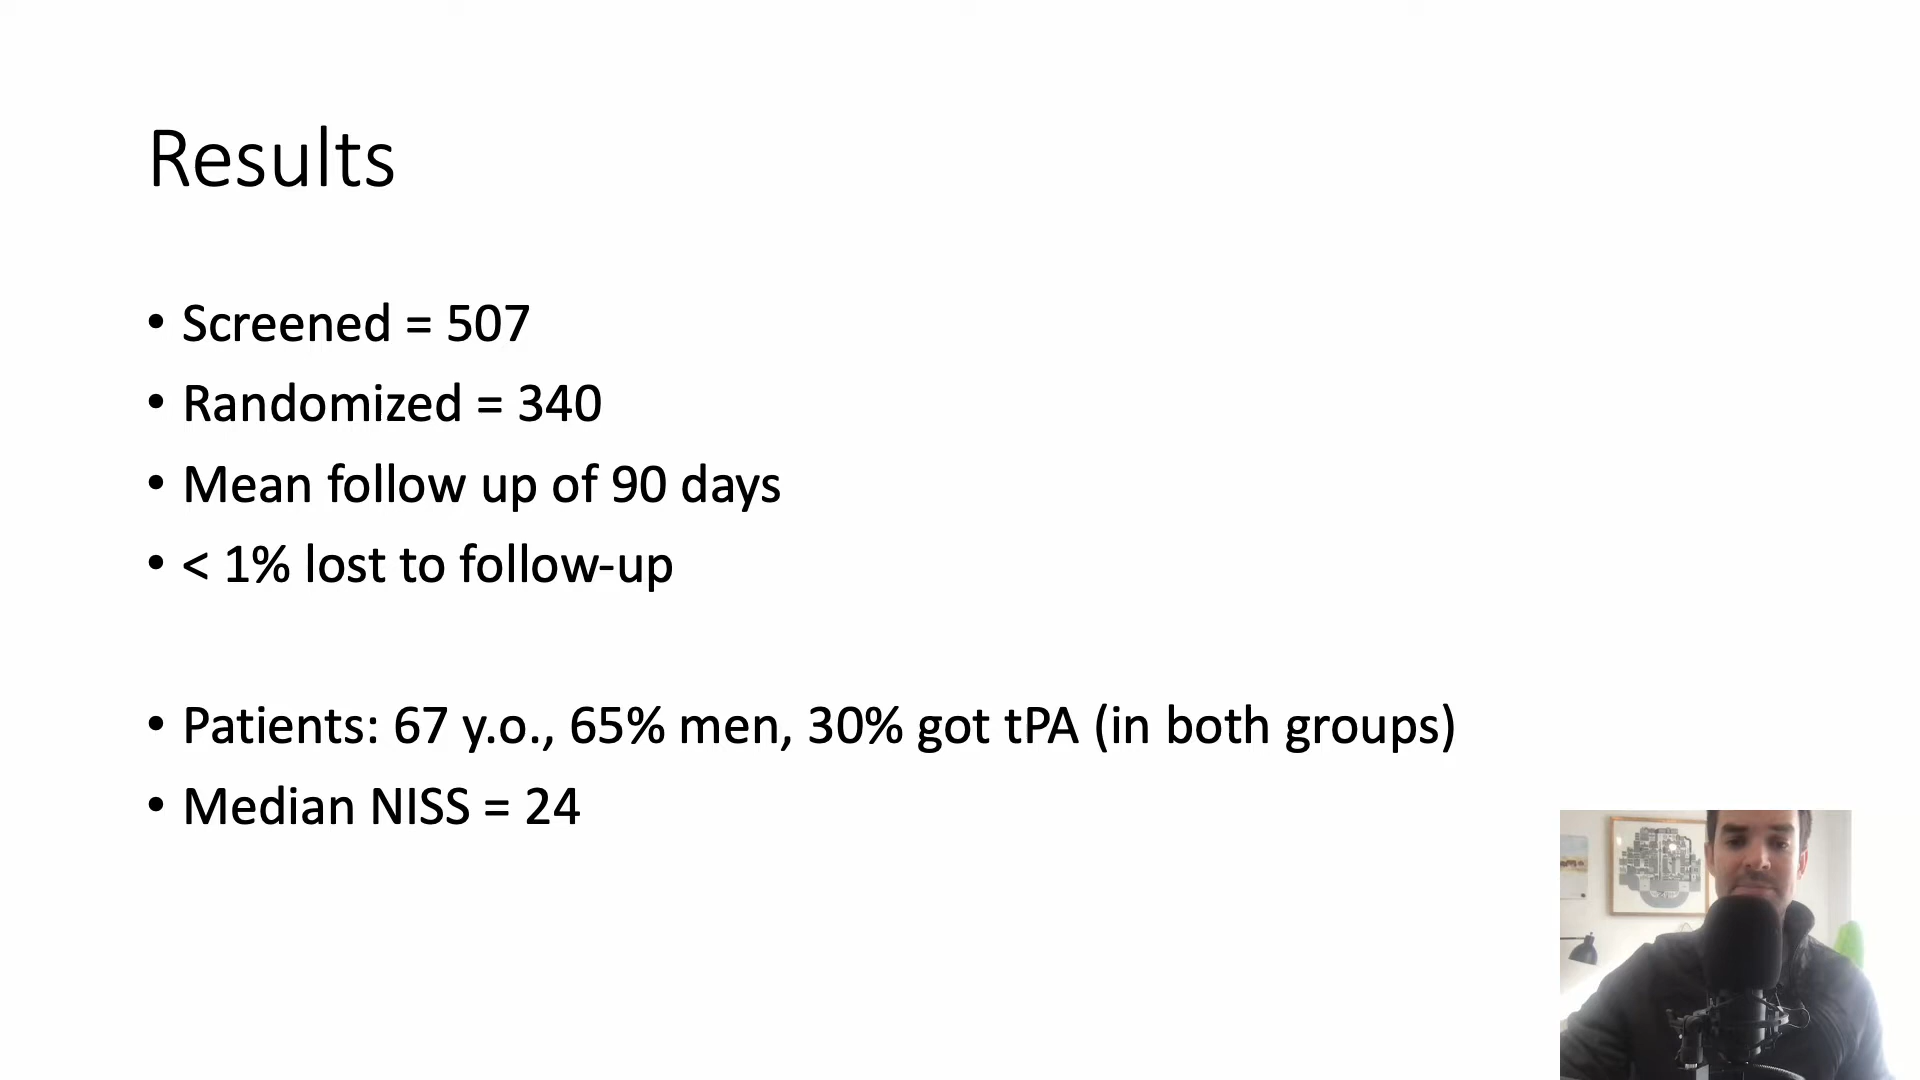 Results
• Screened = 507
• Randomized = 340
• Mean follow up of 90 days
• < 1% lost to follow-up
• Patients: 67 y.o., 65% men, 30% got tPA (in both groups)
• Median NISS = 24